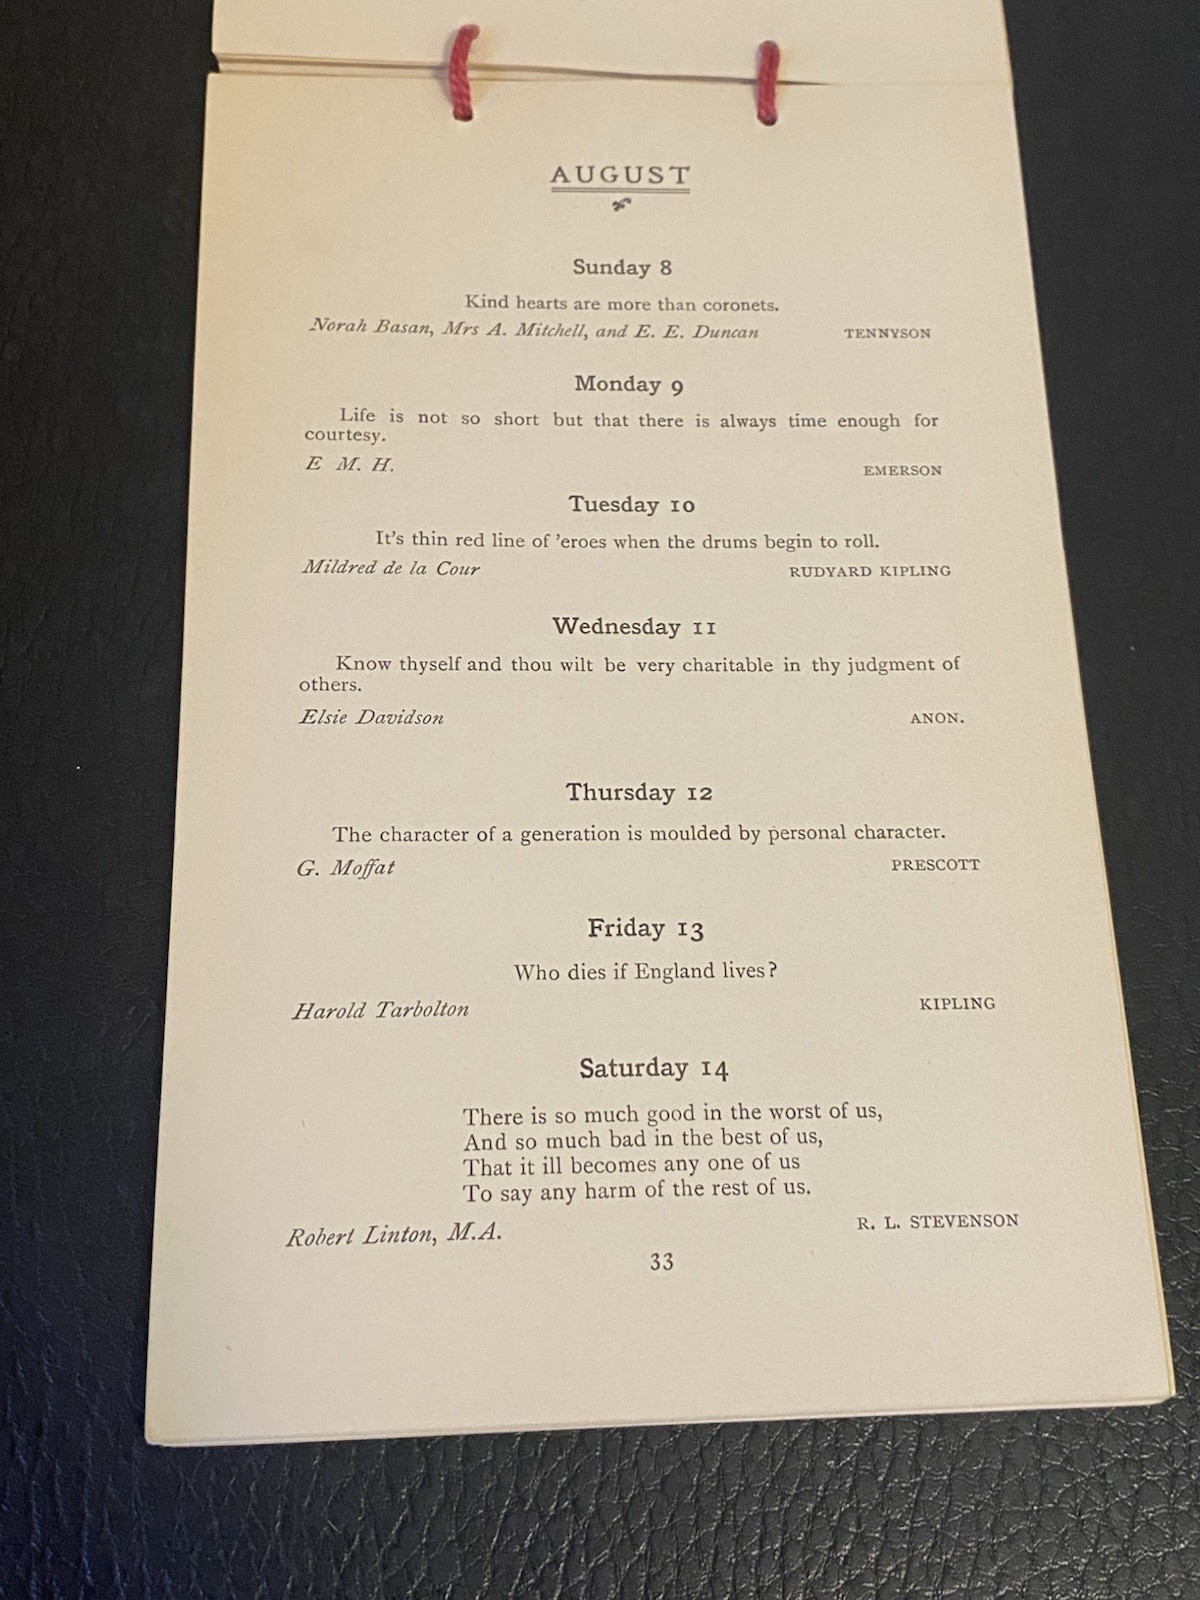 AUGUST
Sunday 8
Kind hearts are more than coronets.
Norah Basan, Mrs A. Mitchell, and E. E. Duncan TENNYSON
Monday 9
Life is not so short but that there is always time enough for
courtesy.
E M. H. EMERSON
Tuesday 10
It's thin red line of 'eroes when the drums begin to roll.
Mildred de la Cour RUDYARD KIPLING
Wednesday 11
Know thyself and thou wilt be very charitable in thy judgment of
others.
Elsie Davidson ANON.
Thursday 12
The character of a generation is moulded by personal character.
G. Moffat PRESCOTT
Friday 13
Who dies if England lives?
Harold Tarbolton KIPLING
Saturday 14
There is so much good in the worst of us,
And so much bad in the best of us,
That it ill becomes any one of us
To say any harm of the rest of us.
Robert Linton, M.A. R. L. STEVENSON
33